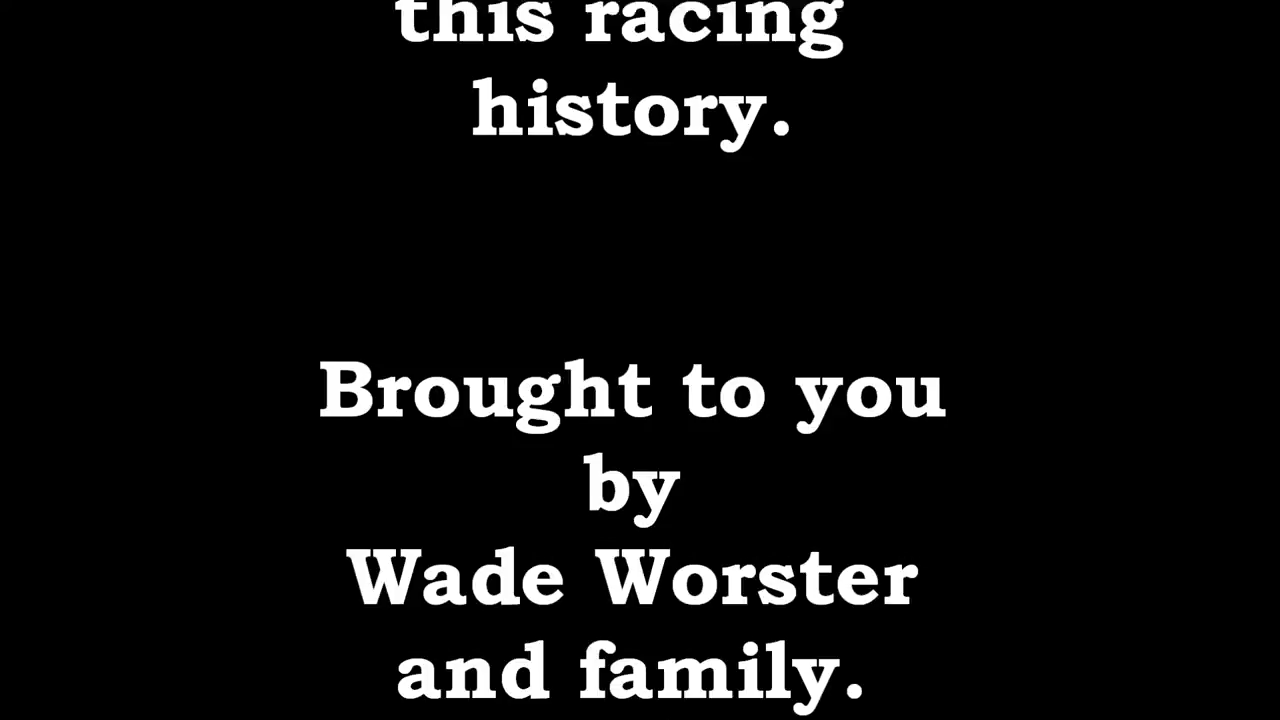 this racing
history.
Brought to you
by
Wade Worster
and family.